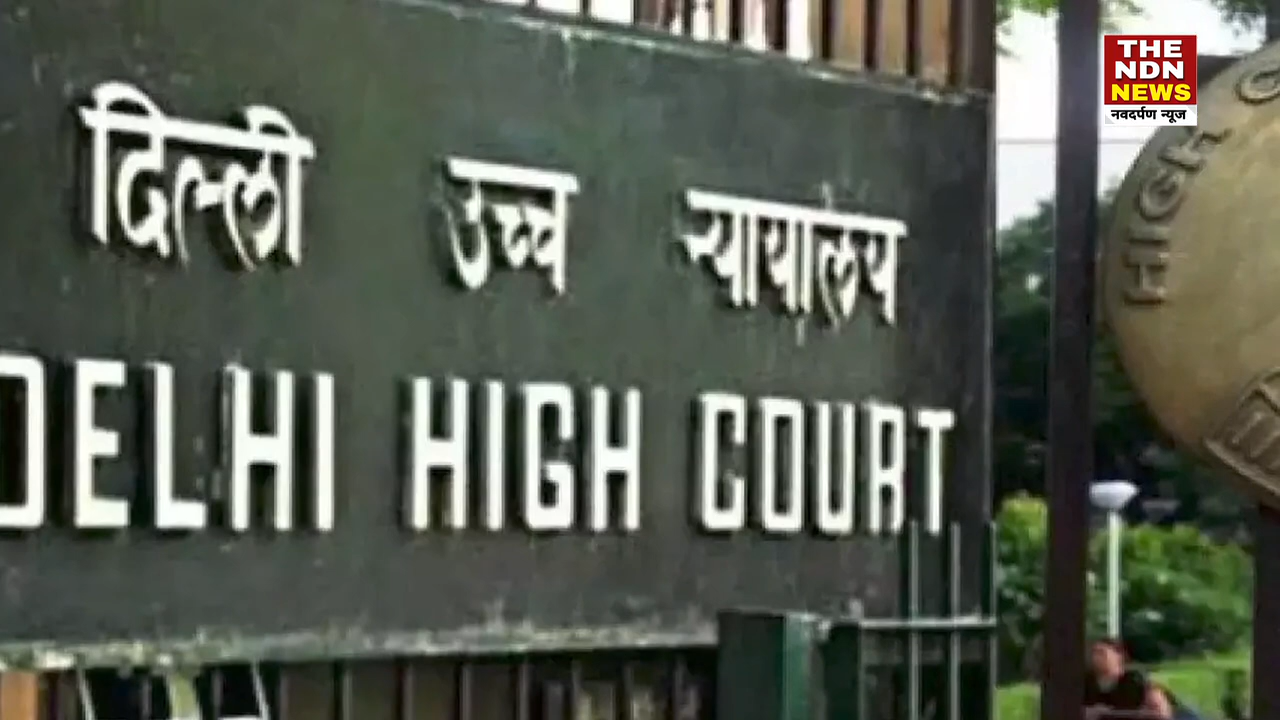 दिल्ली उच्च न्यायालय
DELHI HIGH COURT
THE
NDN
NEWS
नवदर्पण न्यूज
HIGH C